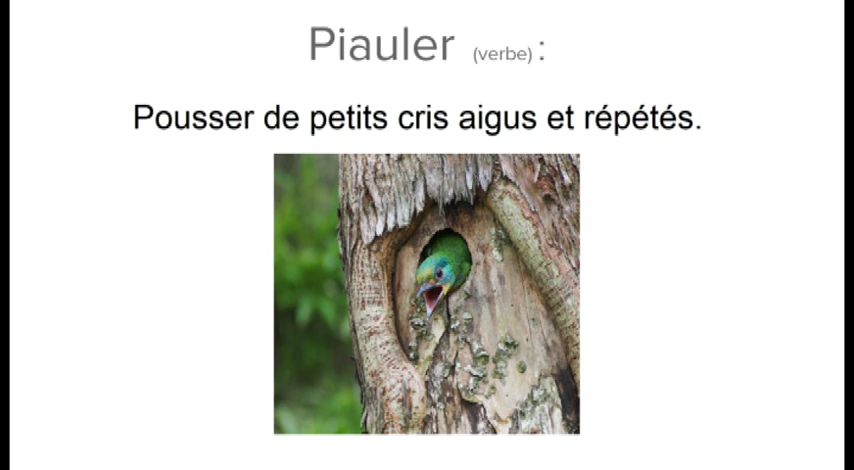 Piauler (verbe) :
Pousser de petits cris aigus et répétés.